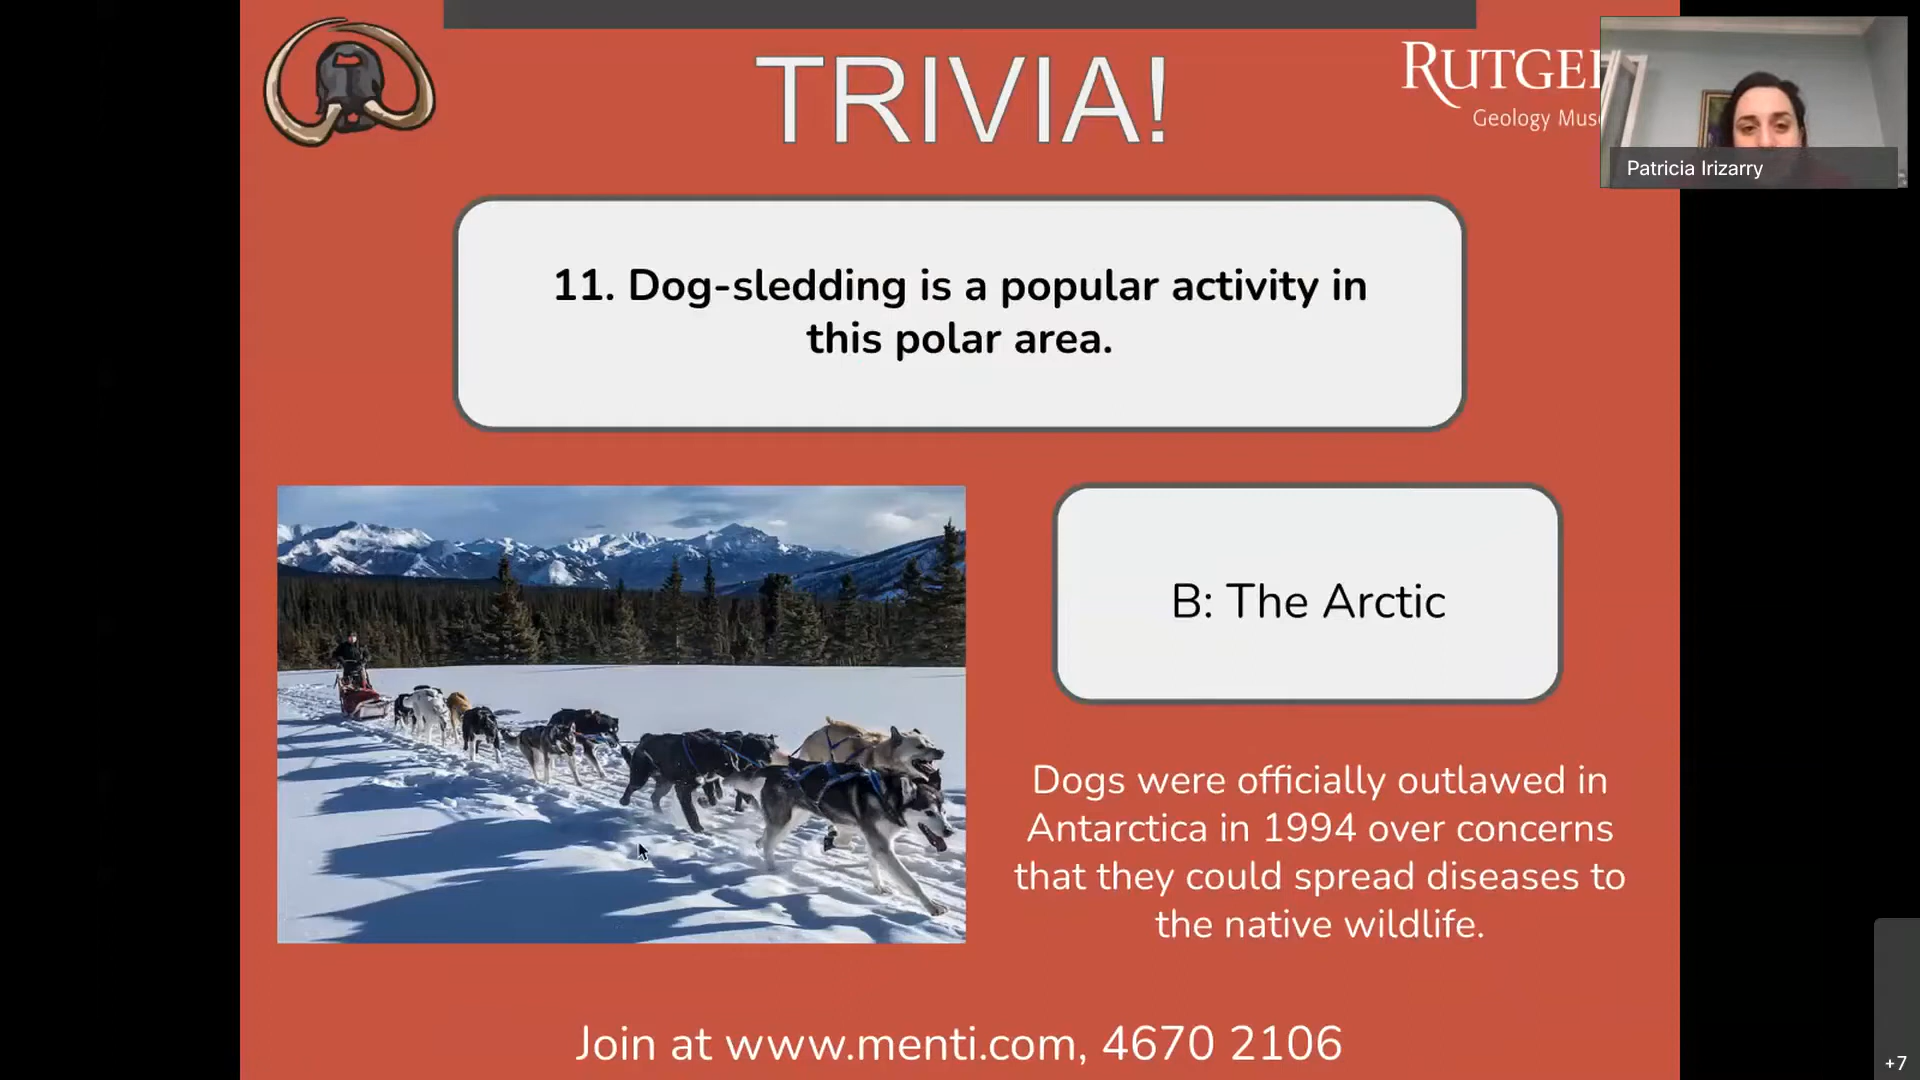 TRIVIA!
RUTGE
Geology Mus
Patricia Irizarry
11. Dog-sledding is a popular activity in
this polar area.
B: The Arctic
Dogs were officially outlawed in
Antarctica in 1994 over concerns
that they could spread diseases to
the native wildlife.
Join at www.menti.com, 4670 2106
+7